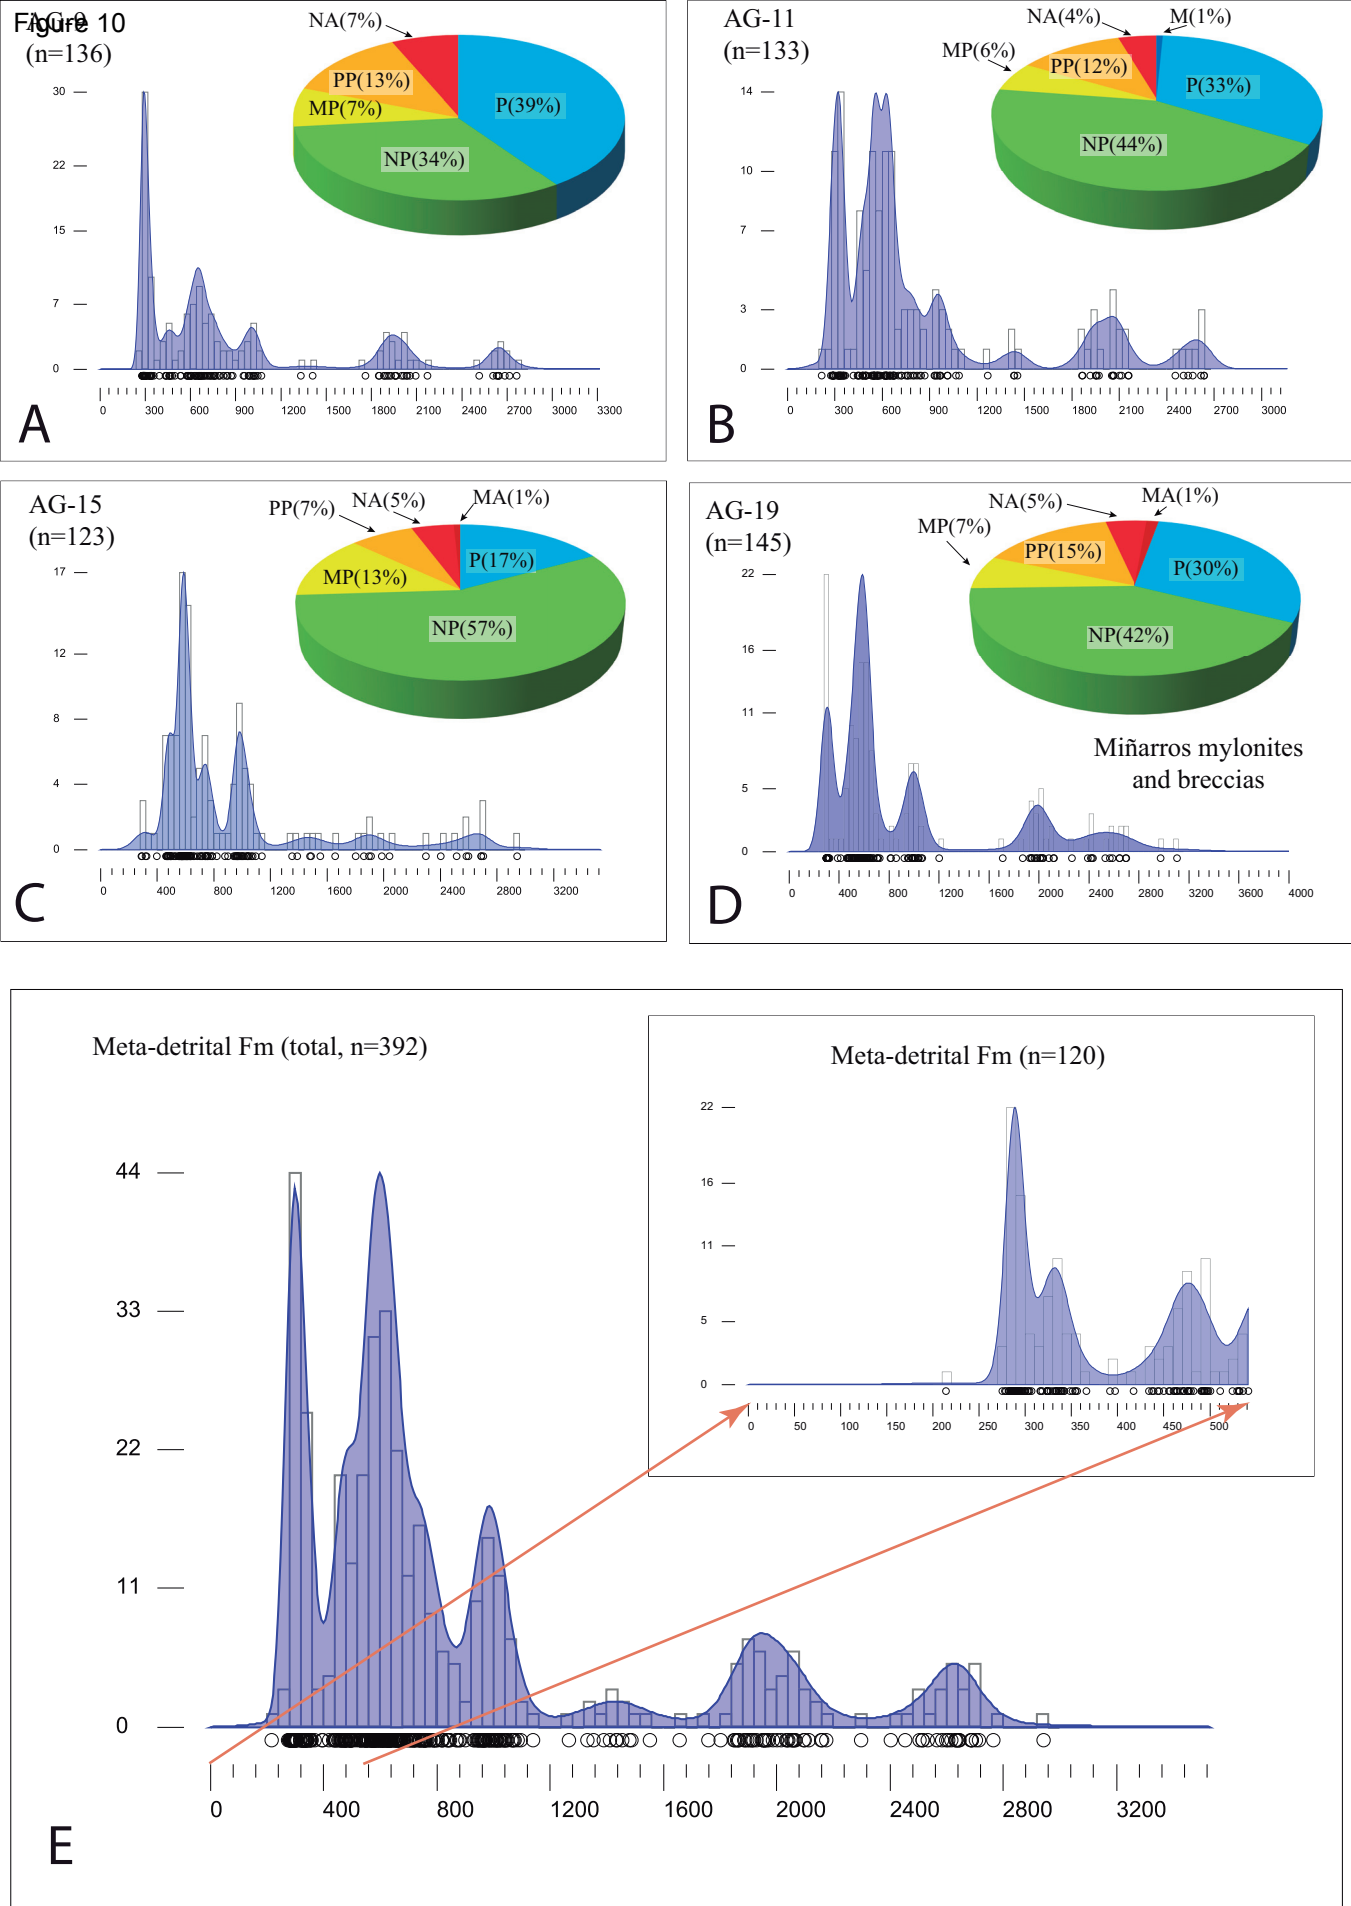 Figure 10
(n=136)
NA(7%)
PP(13%)
MP(7%)
P(39%)
NP(34%)
30
22
15
7
0
0 300 600 900 1200 1400 1800 2100 2400 2700 3000 3300
A
AG-11
(n=133)
NA(4%)
M(1%)
MP(6%)
PP(12%)
P(33%)
NP(44%)
14
10
7
3
0
0 300 600 900 1200 1500 1800 2100 2400 2700 3000
B
AG-15
(n=123)
PP(7%)
NA(5%)
MA(1%)
P(17%)
MP(13%)
NP(57%)
17
12
8
4
0
0 400 800 1200 1600 2000 2400 2800 3200
C
AG-19
(n=145)
NA(5%)
MA(1%)
MP(7%)
PP(15%)
P(30%)
NP(42%)
22
16
11
5
0
Miñarros mylonites
and breccias
0 400 800 1200 1600 2000 2400 2800 3200 3600 4000
D
Meta-detrital Fm (total, n=392)
44
33
22
11
0
0 400 800 1200 1600 2000 2400 2800 3200
E
Meta-detrital Fm (n=120)
22
16
11
5
0
0 50 100 150 200 250 300 350 400 450 500